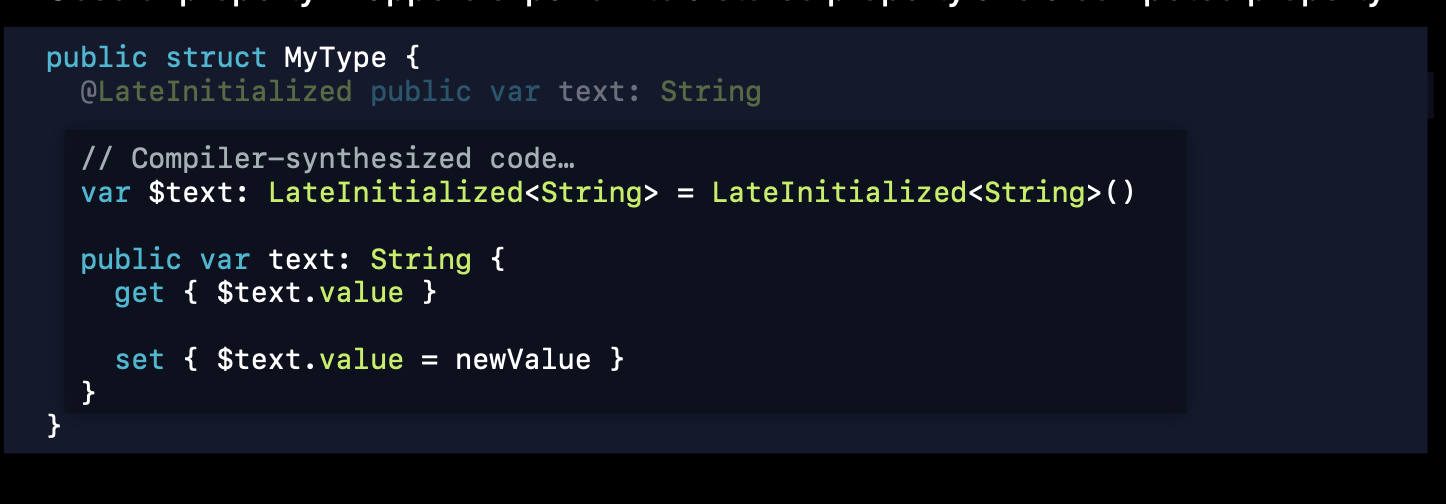 public struct MyType {
@LateInitialized public var text: String
// Compiler-synthesized code…
var $text: LateInitialized<String> = LateInitialized<String>()
public var text: String {
get { $text.value }
set { $text.value = newValue }
}
}